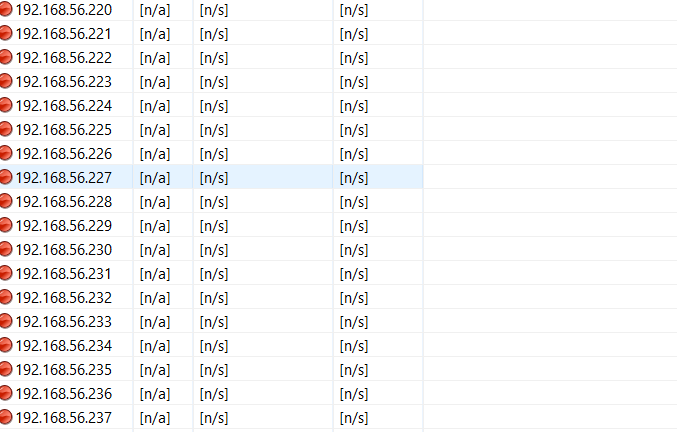 192.168.56.220 [n/a] [n/s] [n/s]
192.168.56.221 [n/a] [n/s] [n/s]
192.168.56.222 [n/a] [n/s] [n/s]
192.168.56.223 [n/a] [n/s] [n/s]
192.168.56.224 [n/a] [n/s] [n/s]
192.168.56.225 [n/a] [n/s] [n/s]
192.168.56.226 [n/a] [n/s] [n/s]
192.168.56.227 [n/a] [n/s] [n/s]
192.168.56.228 [n/a] [n/s] [n/s]
192.168.56.229 [n/a] [n/s] [n/s]
192.168.56.230 [n/a] [n/s] [n/s]
192.168.56.231 [n/a] [n/s] [n/s]
192.168.56.232 [n/a] [n/s] [n/s]
192.168.56.233 [n/a] [n/s] [n/s]
192.168.56.234 [n/a] [n/s] [n/s]
192.168.56.235 [n/a] [n/s] [n/s]
192.168.56.236 [n/a] [n/s] [n/s]
192.168.56.237 [n/a] [n/s] [n/s]